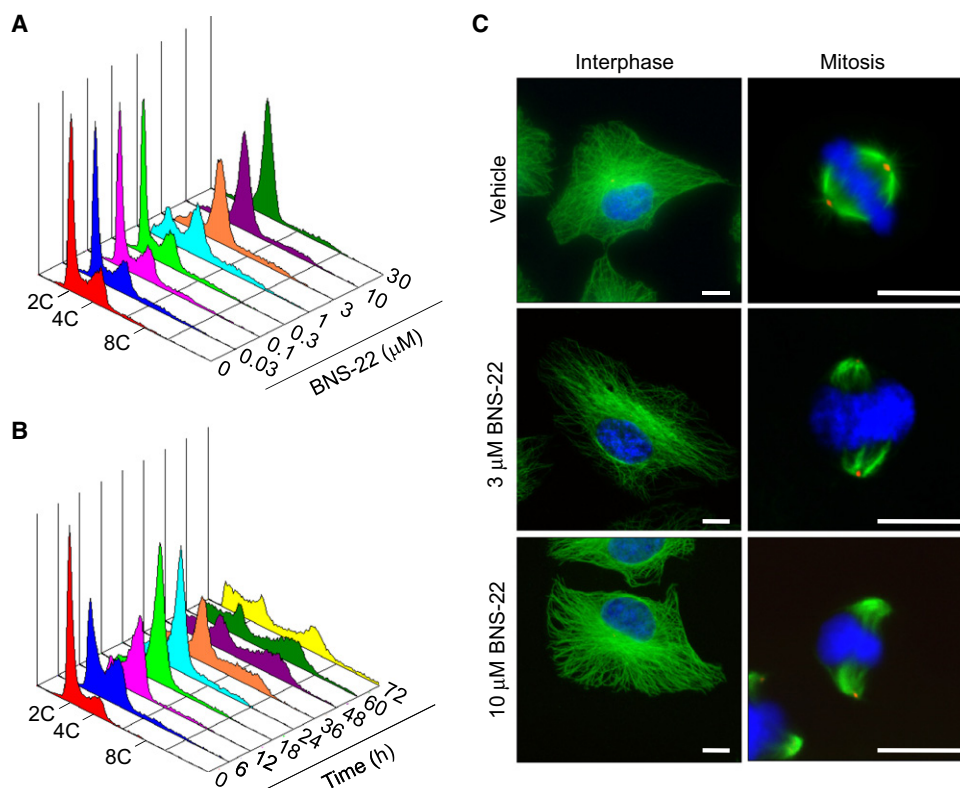 A
2C
4C
8C
0
0.03
0.1
0.3
1
3
10
30
BNS-22 (μM)
B
2C
4C
8C
0
6
12
18
24
36
48
60
72
Time (h)
C
Interphase
Mitosis
Vehicle
3 μM BNS-22
10 μM BNS-22